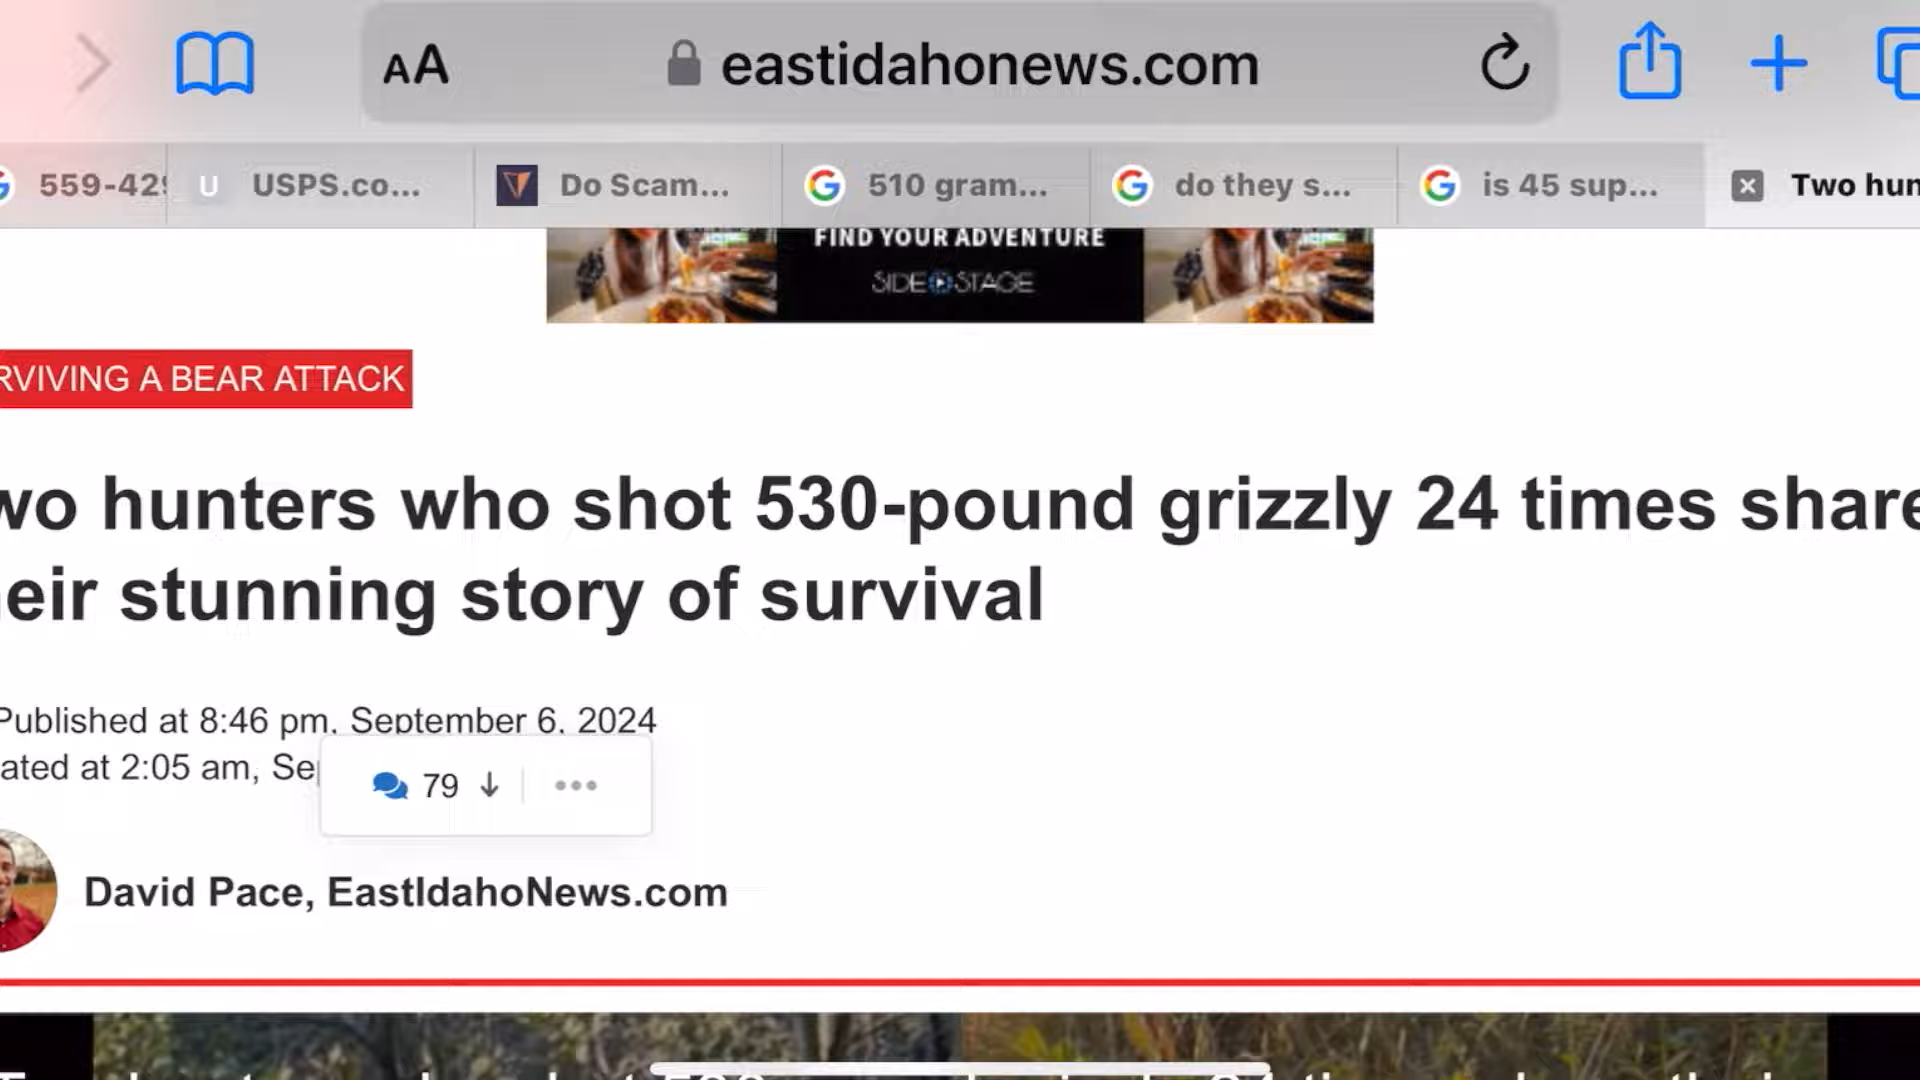 AA eastidahonews.com
559-429 USPS.co... Do Scam... 510 gram... do they s... is 45 sup... Two hun
FIND YOUR ADVENTURE
SIDE STAGE
RVIVING A BEAR ATTACK
wo hunters who shot 530-pound grizzly 24 times share
eir stunning story of survival
Published at 8:46 pm, September 6, 2024
ated at 2:05 am, Se
79
David Pace, EastIdahoNews.com